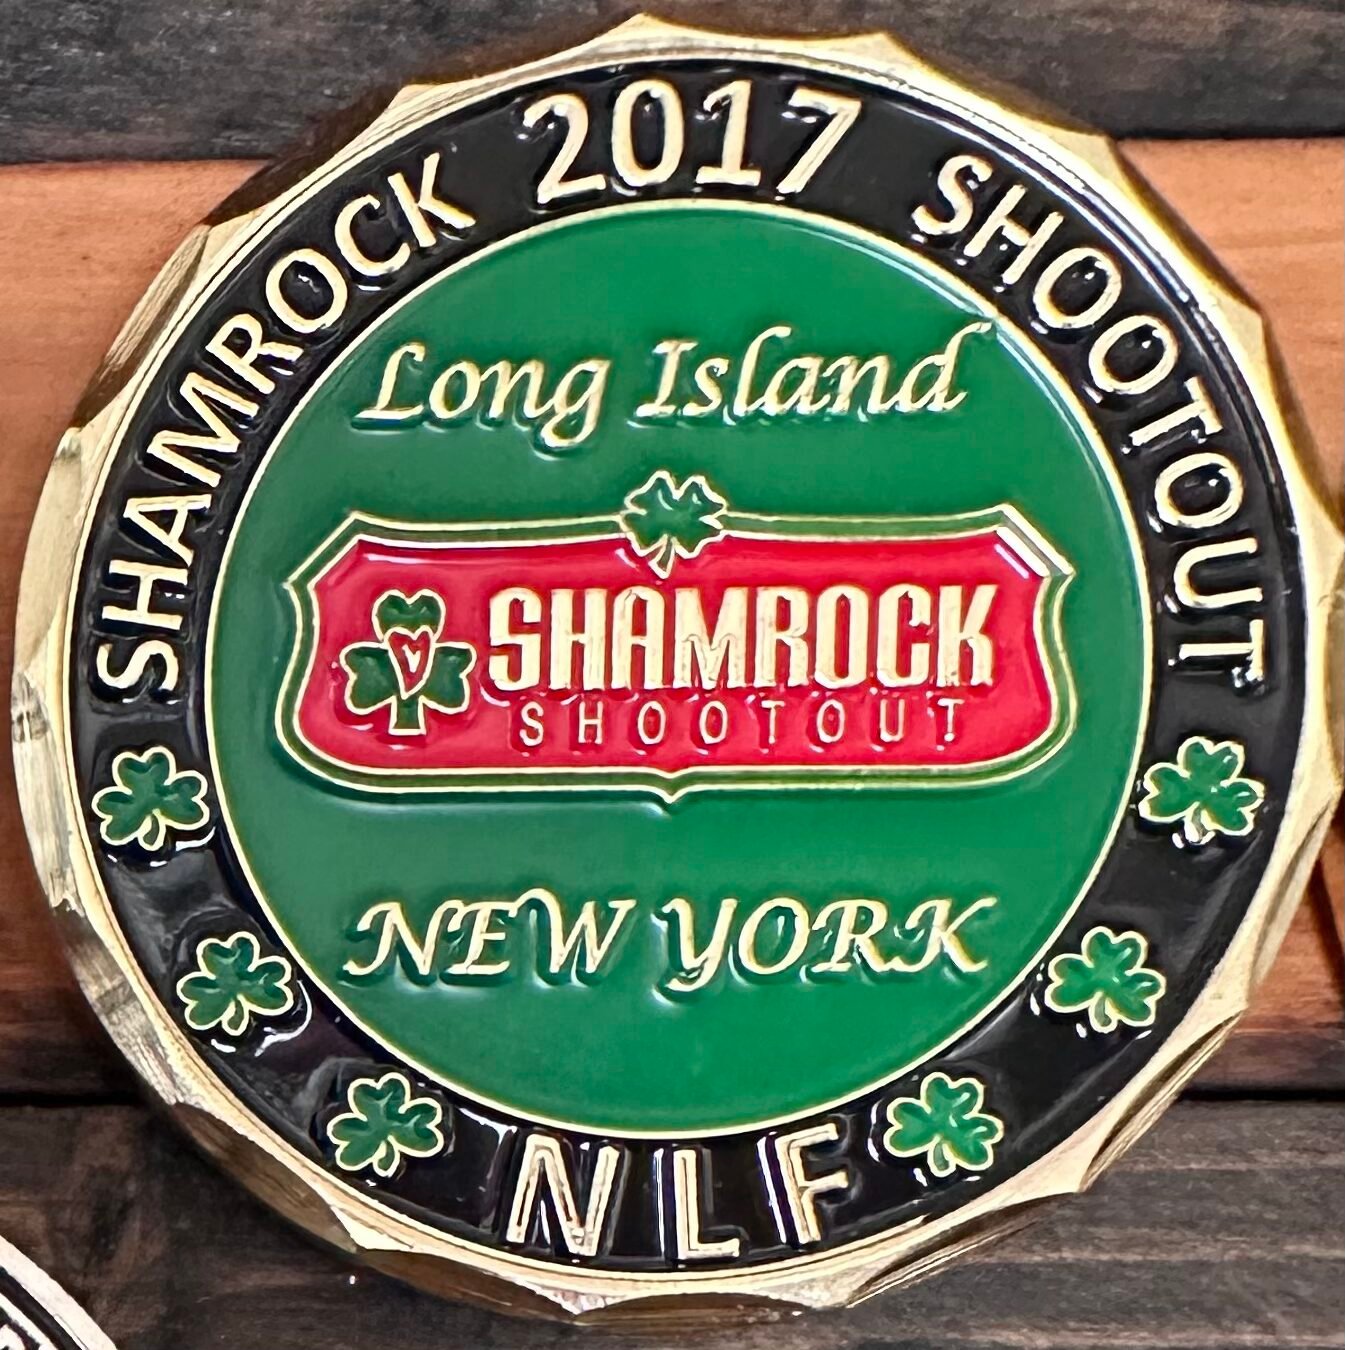 SHAMROCK 2017 SHOOTOUT
Long Island
SHAMROCK
SHOOTOUT
NEW YORK
NLF